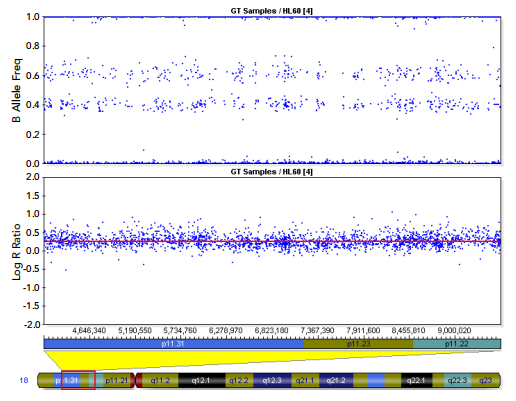 GT Samples / HL60 [4]
B Allele Freq
1.0
0.8
0.6
0.4
0.2
0.0
GT Samples / HL60 [4]
Log R Ratio
2.0
1.5
1.0
0.5
0.0
-0.5
-1.0
-1.5
-2.0
4,646,340 5,190,550 5,734,760 6,278,970 6,823,180 7,367,390 7,911,600 8,455,810 9,000,020
p11.31 p11.23 p11.22
18 p11.31 p11.21 q11.2 q12.1 q12.2 q12.3 q21.1 q21.2 q22.1 q22.3 q23